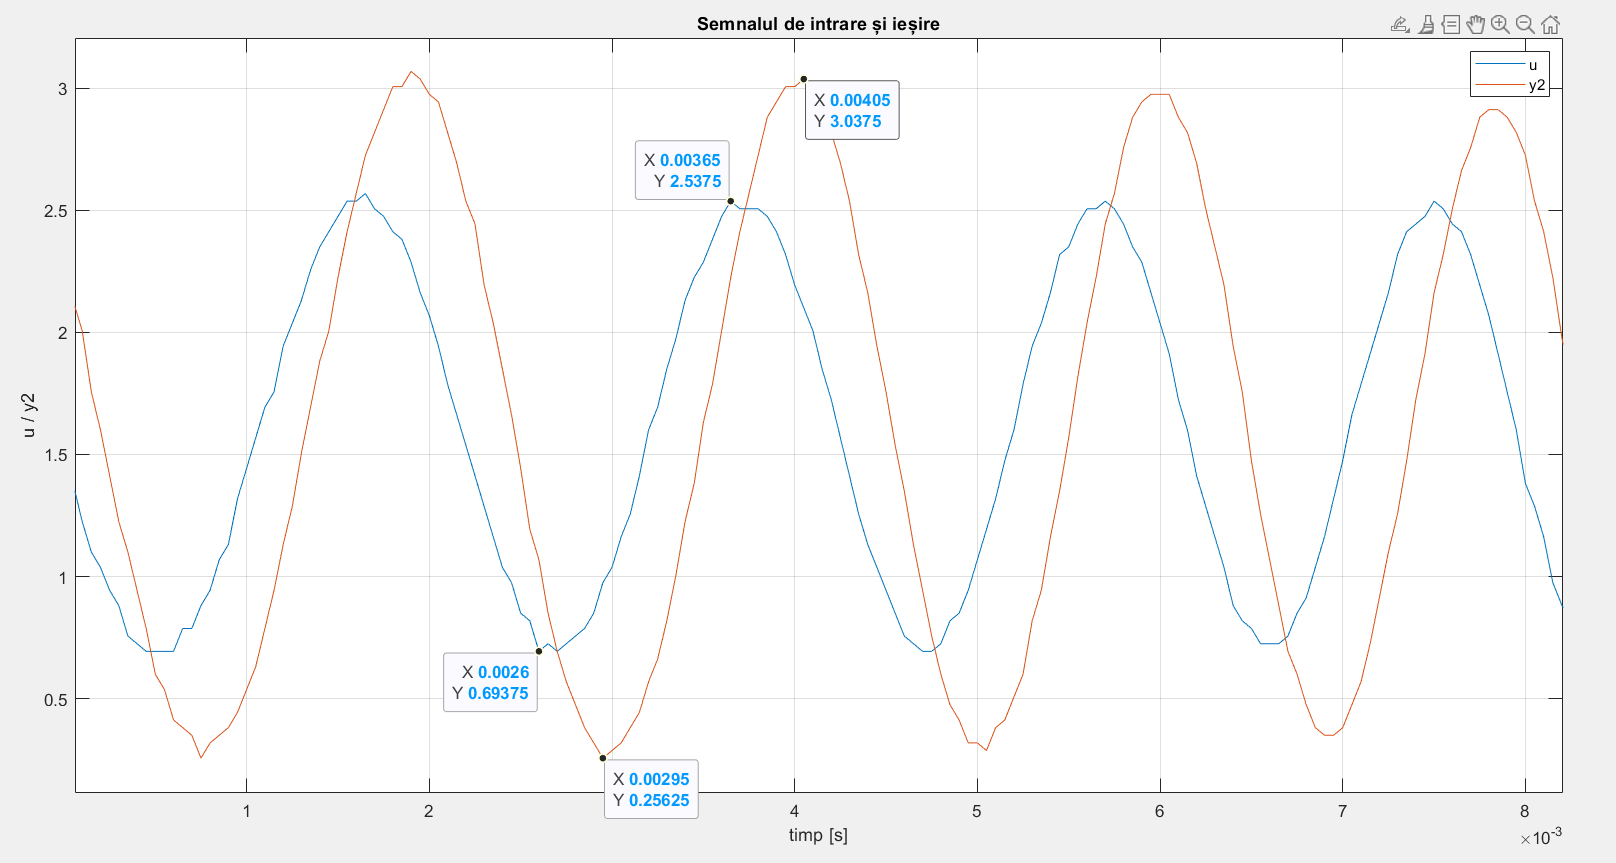 Semnalul de intrare și ieșire
u
y2
3
2.5
2
1.5
1
0.5
u / y2
X 0.00405
Y 3.0375
X 0.00365
Y 2.5375
X 0.0026
Y 0.69375
X 0.00295
Y 0.25625
1
2
4
5
6
7
8
timp [s]
×10⁻³